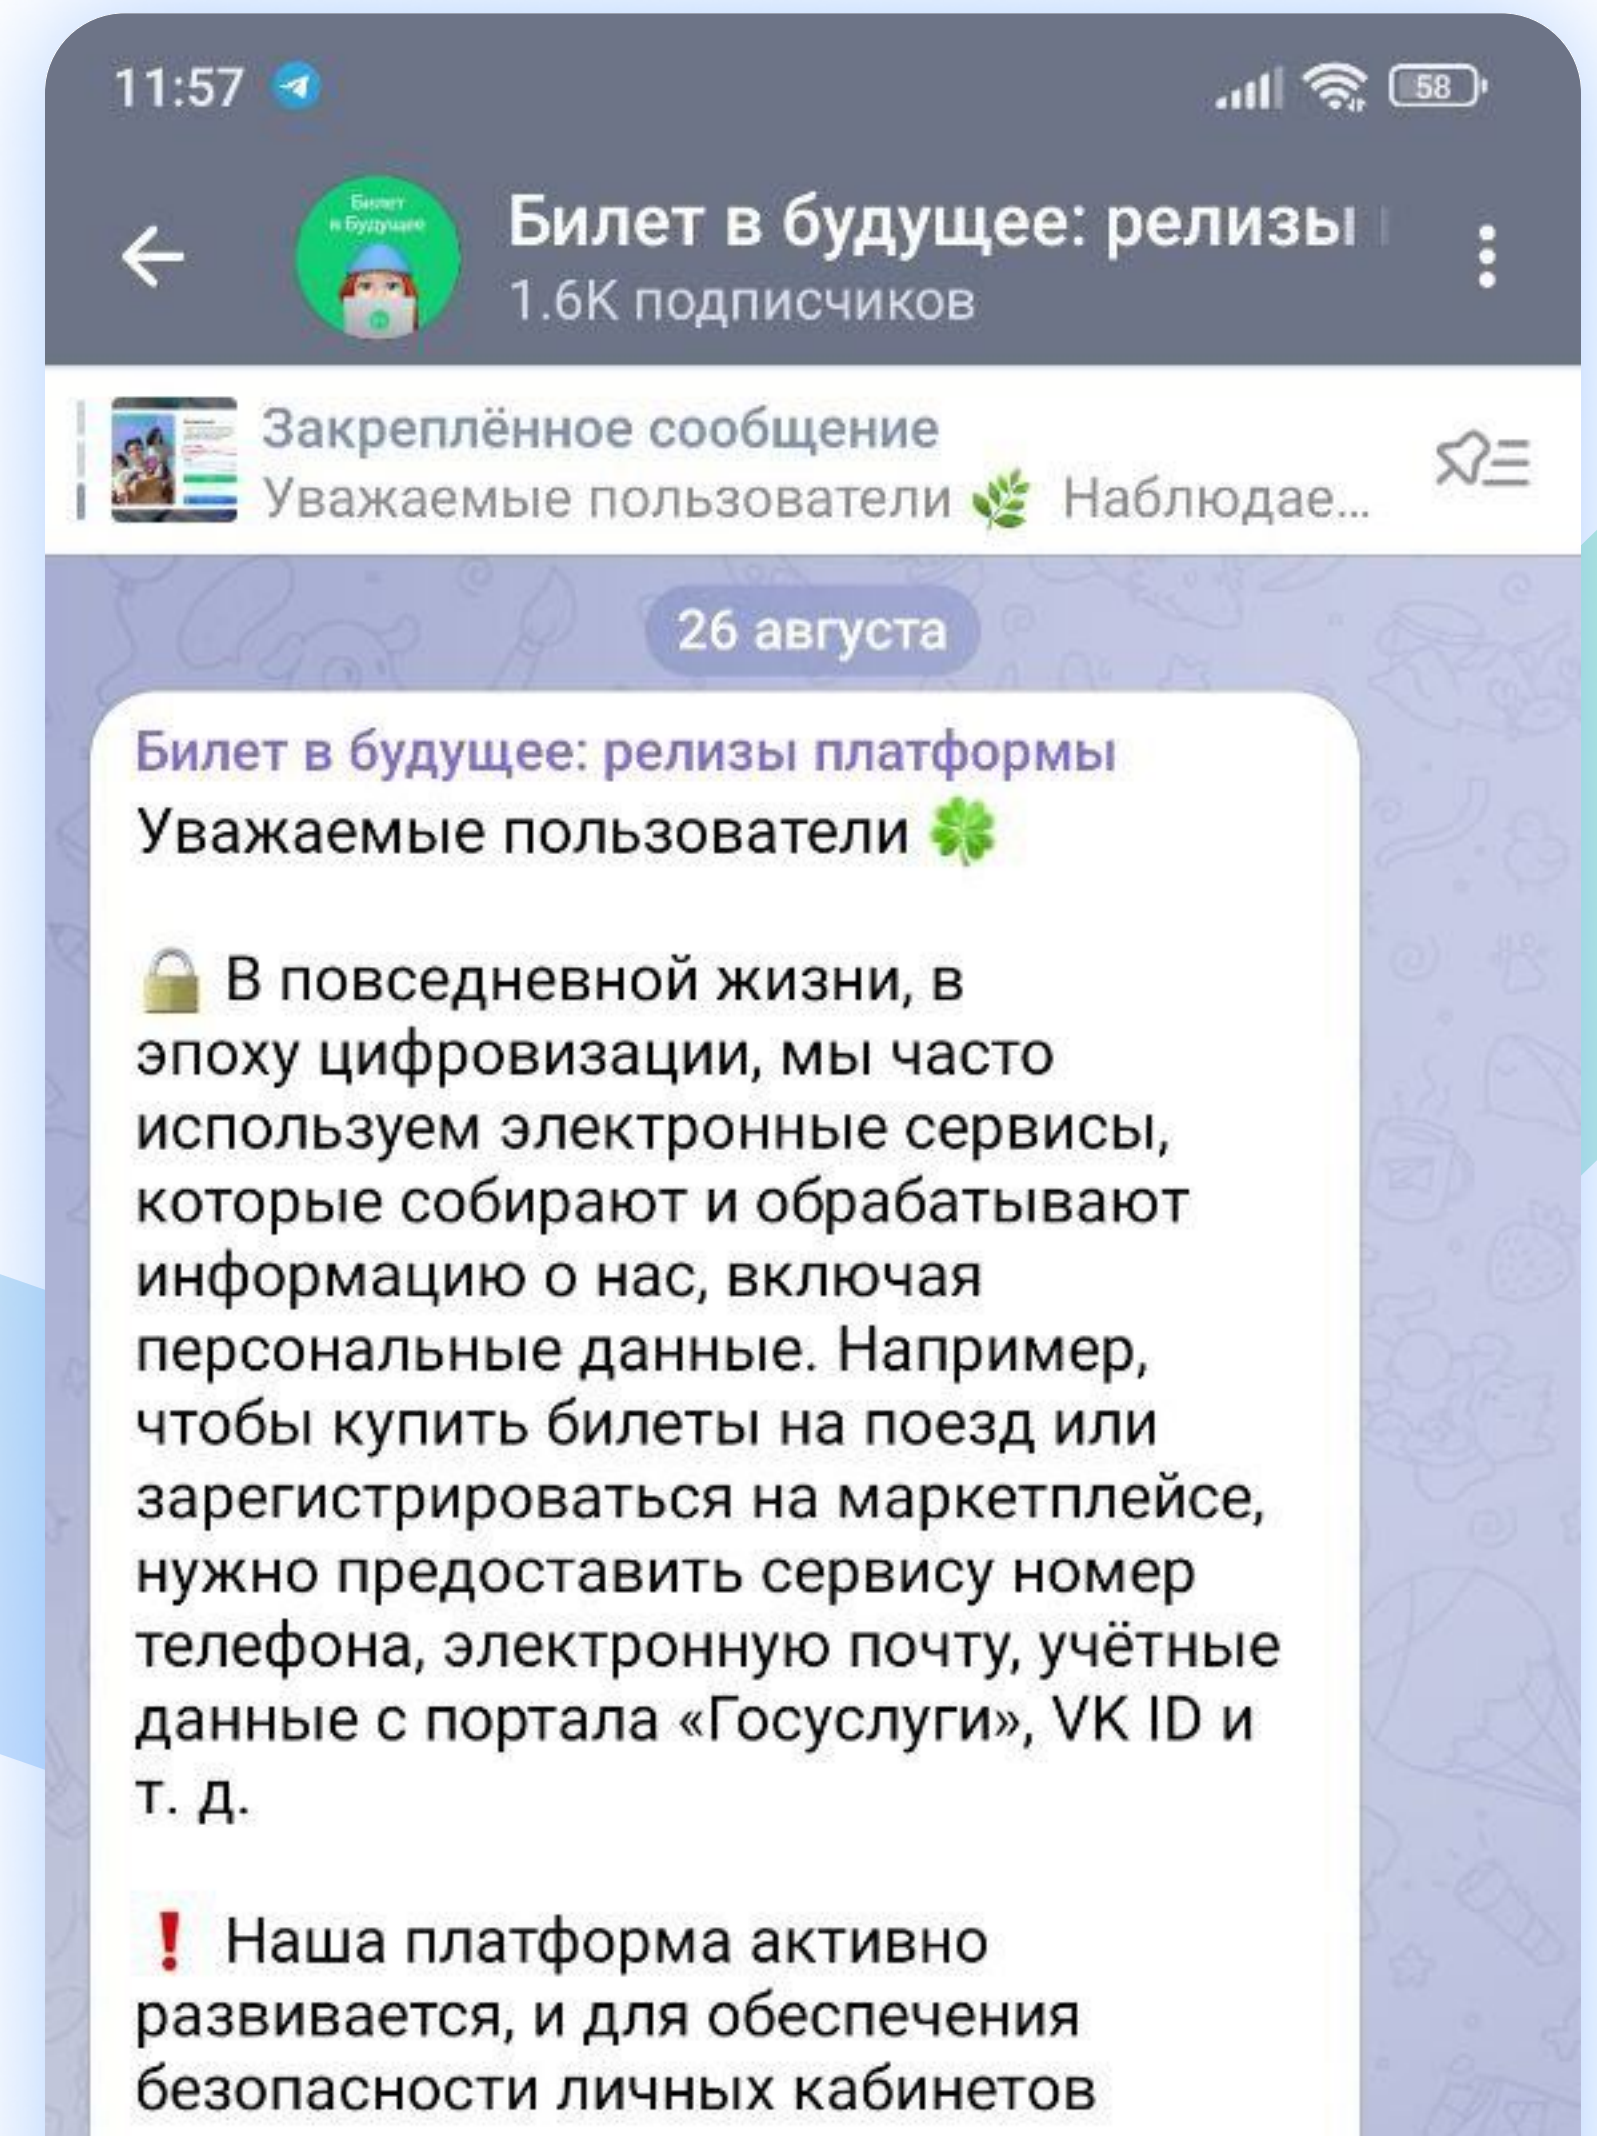 11:57
58
Билет
в Будущее
Билет в будущее: релизы
1.6K подписчиков
Закреплённое сообщение
Уважаемые пользователи 🌿 Наблюдае...
26 августа
Билет в будущее: релизы платформы
Уважаемые пользователи 🍀
🔒 В повседневной жизни, в
эпоху цифровизации, мы часто
используем электронные сервисы,
которые собирают и обрабатывают
информацию о нас, включая
персональные данные. Например,
чтобы купить билеты на поезд или
зарегистрироваться на маркетплейсе,
нужно предоставить сервису номер
телефона, электронную почту, учётные
данные с портала «Госуслуги», VK ID и
т. д.
❗ Наша платформа активно
развивается, и для обеспечения
безопасности личных кабинетов